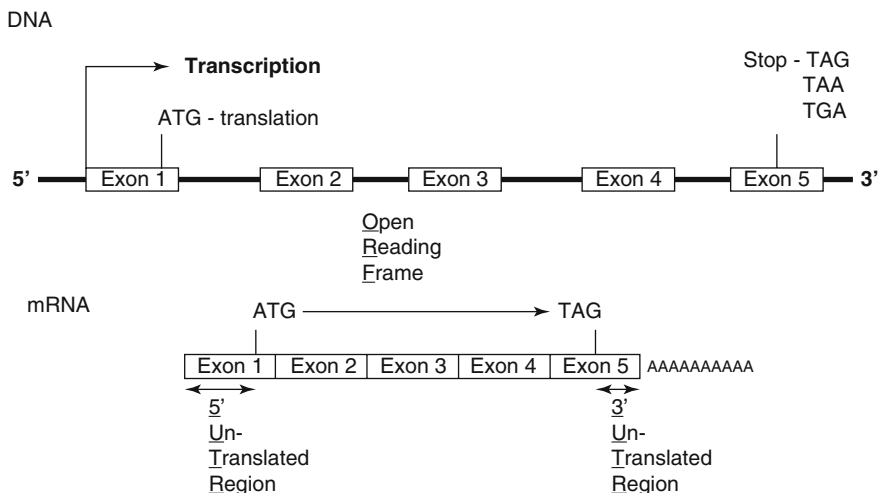 DNA
Transcription
Stop - TAG
TAA
TGA
ATG - translation
5’ Exon 1 Exon 2 Exon 3 Exon 4 Exon 5 3’
Open
Reading
Frame
mRNA
ATG TAG
Exon 1 Exon 2 Exon 3 Exon 4 Exon 5 AAAAAAAAAA
5’
Un-
Translated
Region
3’
Un-
Translated
Region